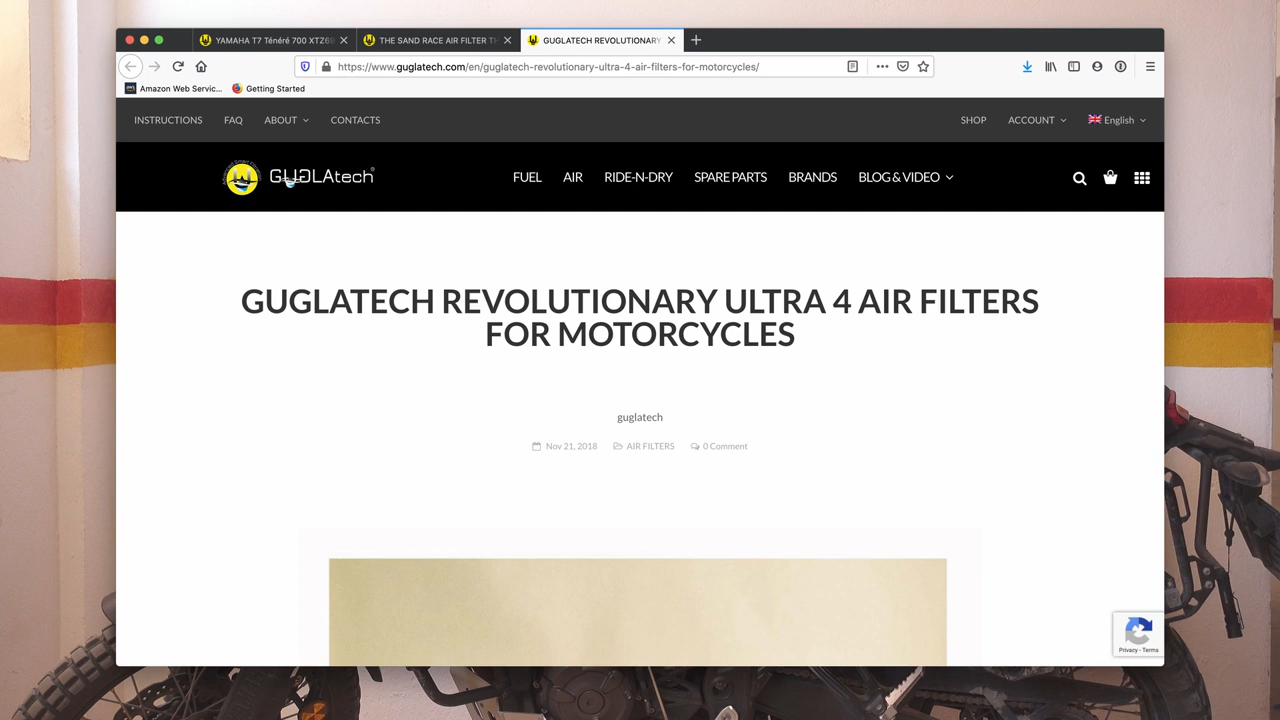 YAMAHA T7 Ténéré 700 XTZ69
THE SAND RACE AIR FILTER TH
GUGLATECH REVOLUTIONARY
https://www.guglatech.com/en/guglatech-revolutionary-ultra-4-air-filters-for-motorcycles/
Amazon Web Servic... Getting Started
INSTRUCTIONS FAQ ABOUT CONTACTS SHOP ACCOUNT English
GUGLAtech® FUEL AIR RIDE-N-DRY SPARE PARTS BRANDS BLOG & VIDEO
GUGLATECH REVOLUTIONARY ULTRA 4 AIR FILTERS
FOR MOTORCYCLES
guglatech
Nov 21, 2018 AIR FILTERS 0 Comment
Privacy - Terms